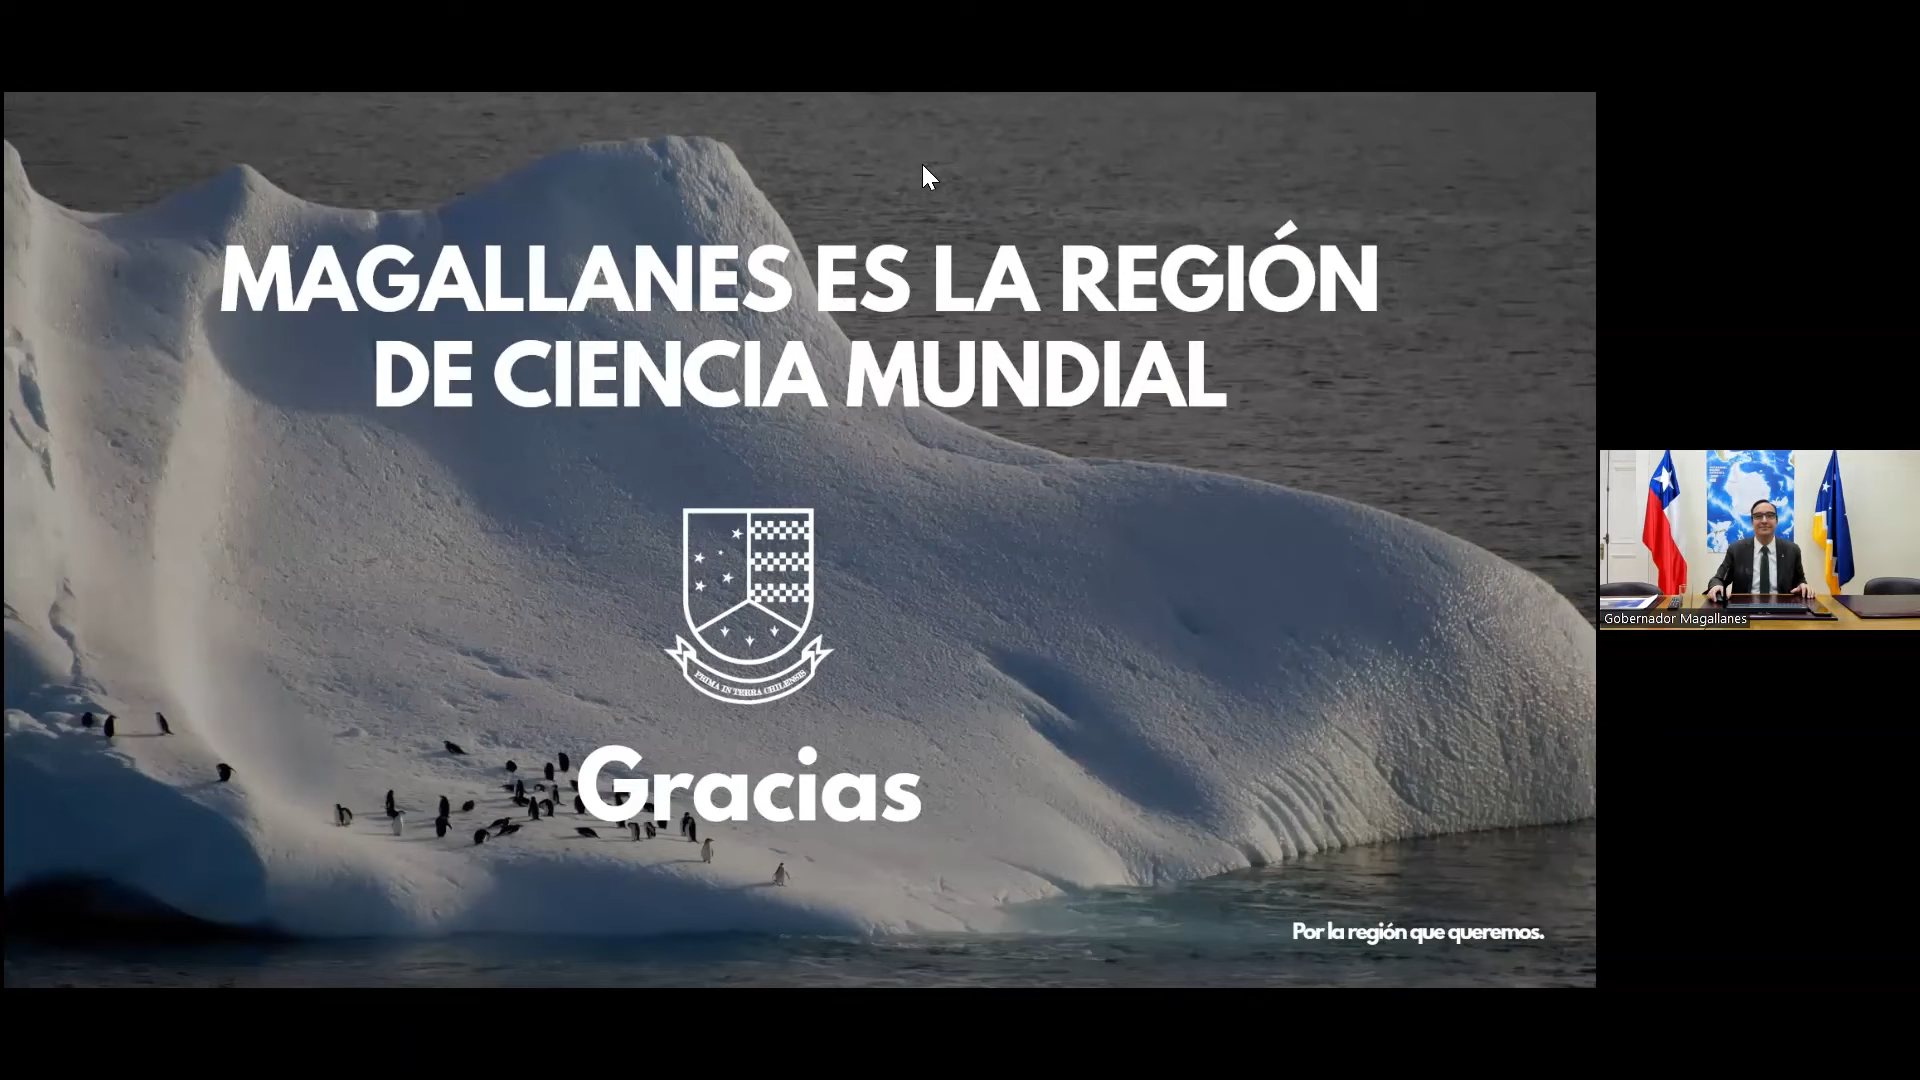 MAGALLANES ES LA REGIÓN
DE CIENCIA MUNDIAL
PRIMA IN TERRA CHILENSIS
Gracias
Por la región que queremos.
Gobernador Magallanes